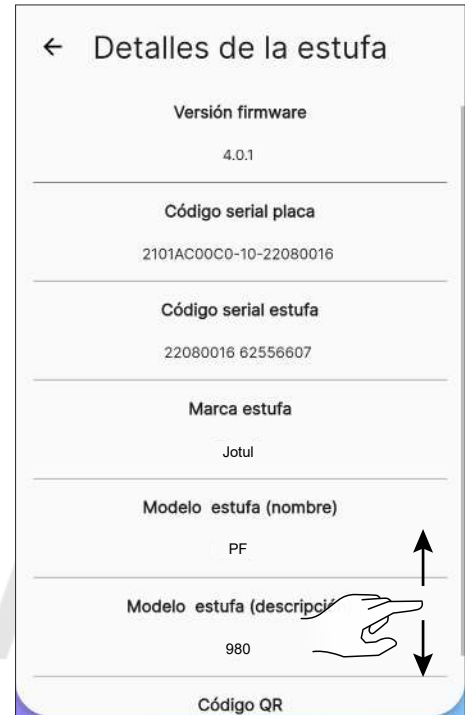 Detalles de la estufa
Versión firmware
4.0.1
Código serial placa
2101AC00C0-10-22080016
Código serial estufa
22080016 62556607
Marca estufa
Jotul
Modelo estufa (nombre)
PF
Modelo estufa (descripció
980
Código QR